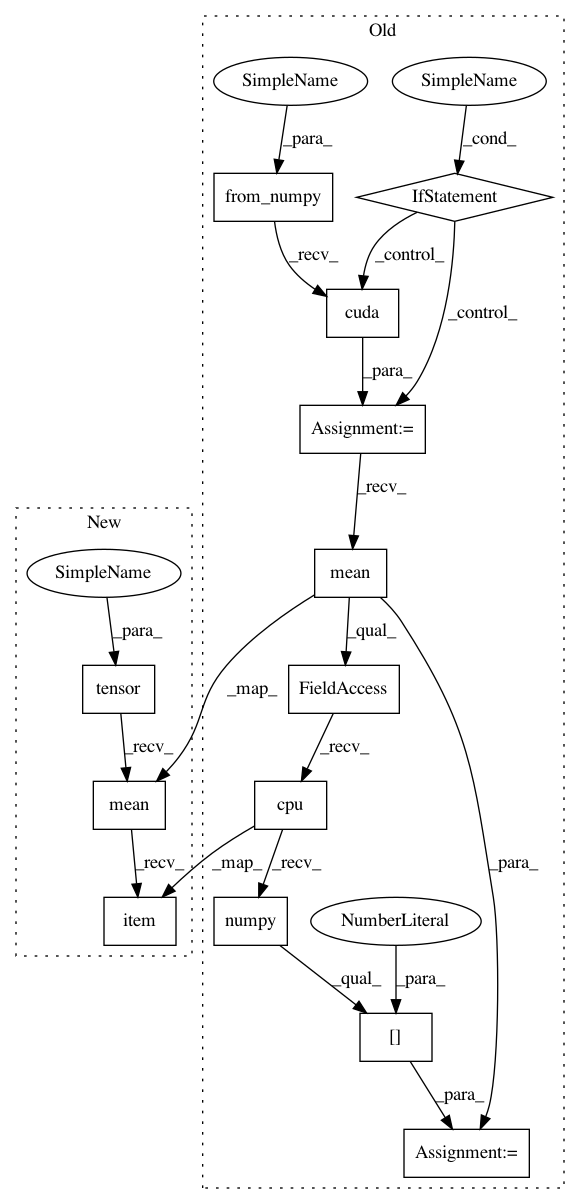 Old
SimpleName
SimpleName
_para_
_cond_
from_numpy
IfStatement
_recv_
_control_
cuda
_control_
_para_
Assignment:=
_recv_
New
mean
SimpleName
_para_
_qual_
tensor
_map_
FieldAccess
_recv_
_recv_
mean
cpu
_recv_
_map_
_recv_
_para_
item
numpy
NumberLiteral
_qual_
_para_
[]
_para_
Assignment:=